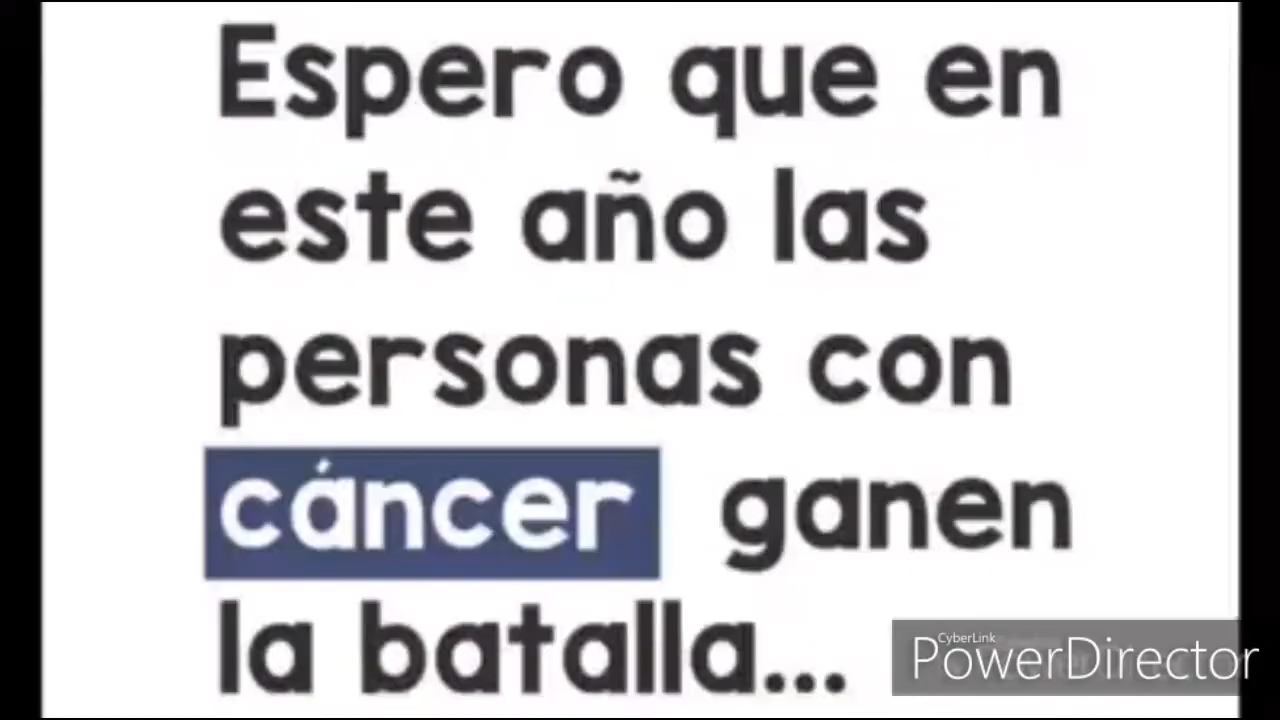 Espero que en
este año las
personas con
cáncer ganen
la batalla...
CyberLink
PowerDirector